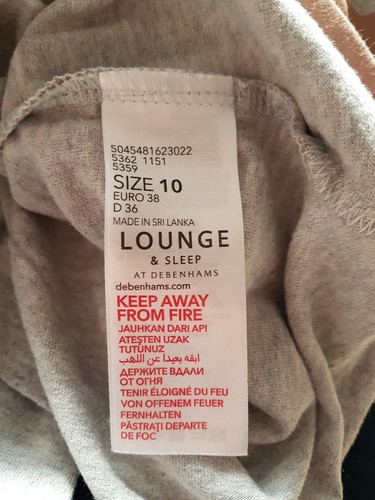 5045481623022
5362 1151
5359
SIZE 10
EURO 38
D 36
MADE IN SRI LANKA
LOUNGE
& SLEEP
AT DEBENHAMS
debenhams.com
KEEP AWAY
FROM FIRE
JAUHKAN DARI API
ATEŞTEN UZAK
TUTUNUZ
ابقه بعيدا عن اللهب
ДЕРЖИТЕ ВДАЛИ
ОТ ОГНЯ
TENIR ÉLOIGNÉ DU FEU
VON OFFENEM FEUER
FERNHALTEN
PĂSTRAŢI DEPARTE
DE FOC